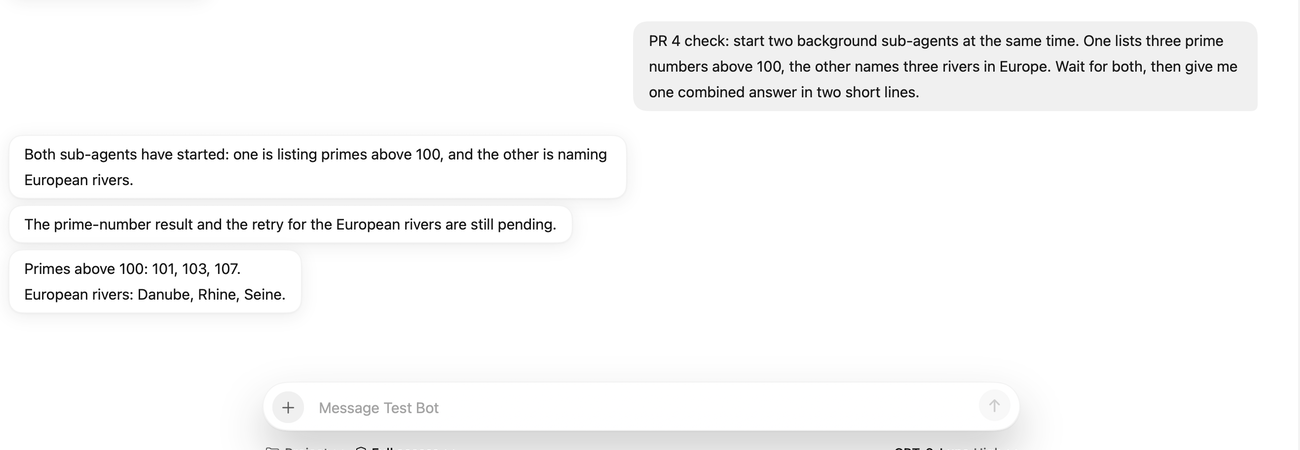 PR 4 check: start two background sub-agents at the same time. One lists three prime
numbers above 100, the other names three rivers in Europe. Wait for both, then give me
one combined answer in two short lines.
Both sub-agents have started: one is listing primes above 100, and the other is naming
European rivers.
The prime-number result and the retry for the European rivers are still pending.
Primes above 100: 101, 103, 107.
European rivers: Danube, Rhine, Seine.
Message Test Bot